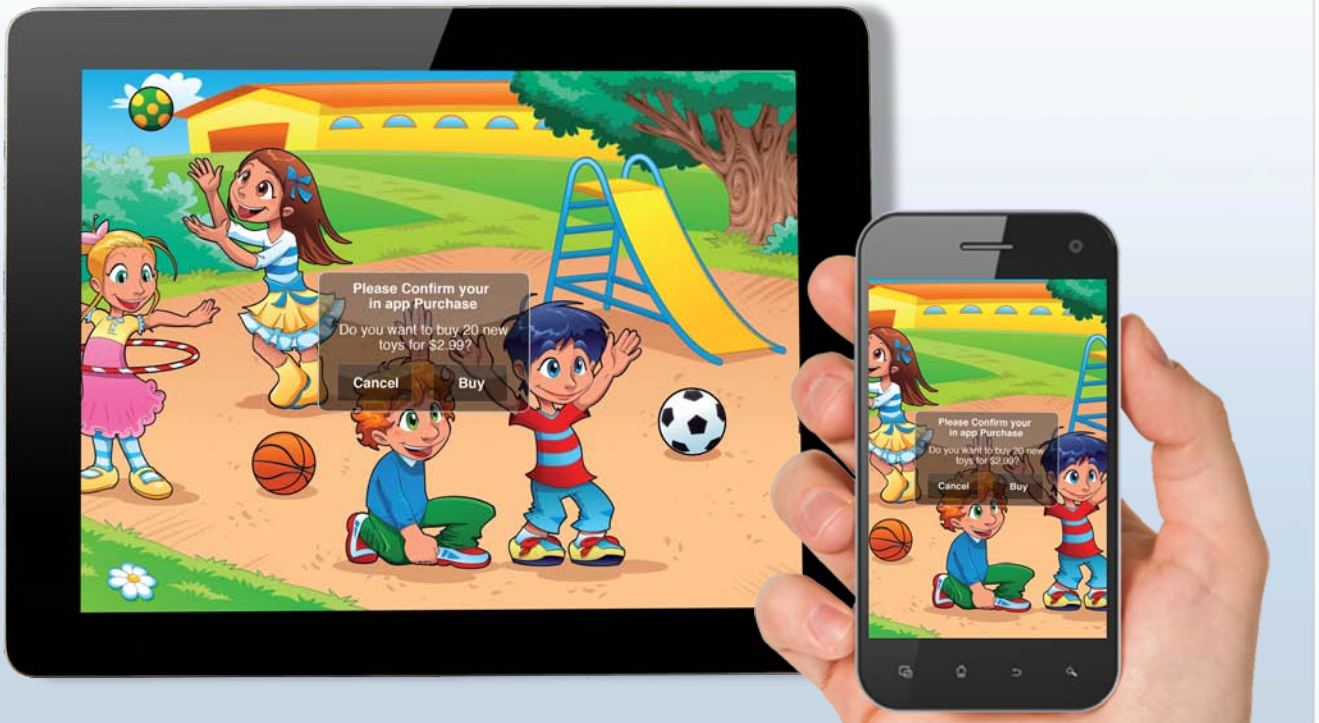 Please Confirm your
in app Purchase
Do you want to buy 20 new
toys for $2.99?
Cancel Buy
Please Confirm your
in app Purchase
Do you want to buy 20 new
toys for $2.99?
Cancel Buy